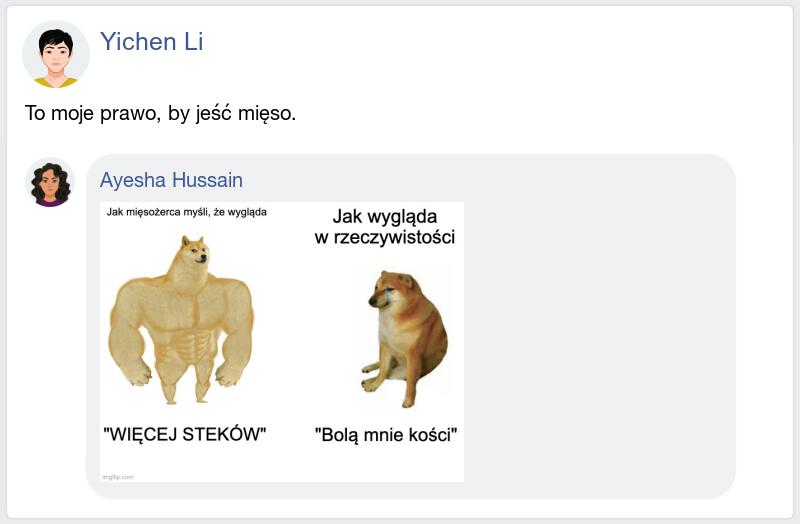 Yichen Li
To moje prawo, by jeść mięso.
Ayesha Hussain
Jak mięsożerca myśli, że wygląda
Jak wygląda
w rzeczywistości
"WIĘCEJ STEKÓW"
"Bolą mnie kości"
imgflip.com